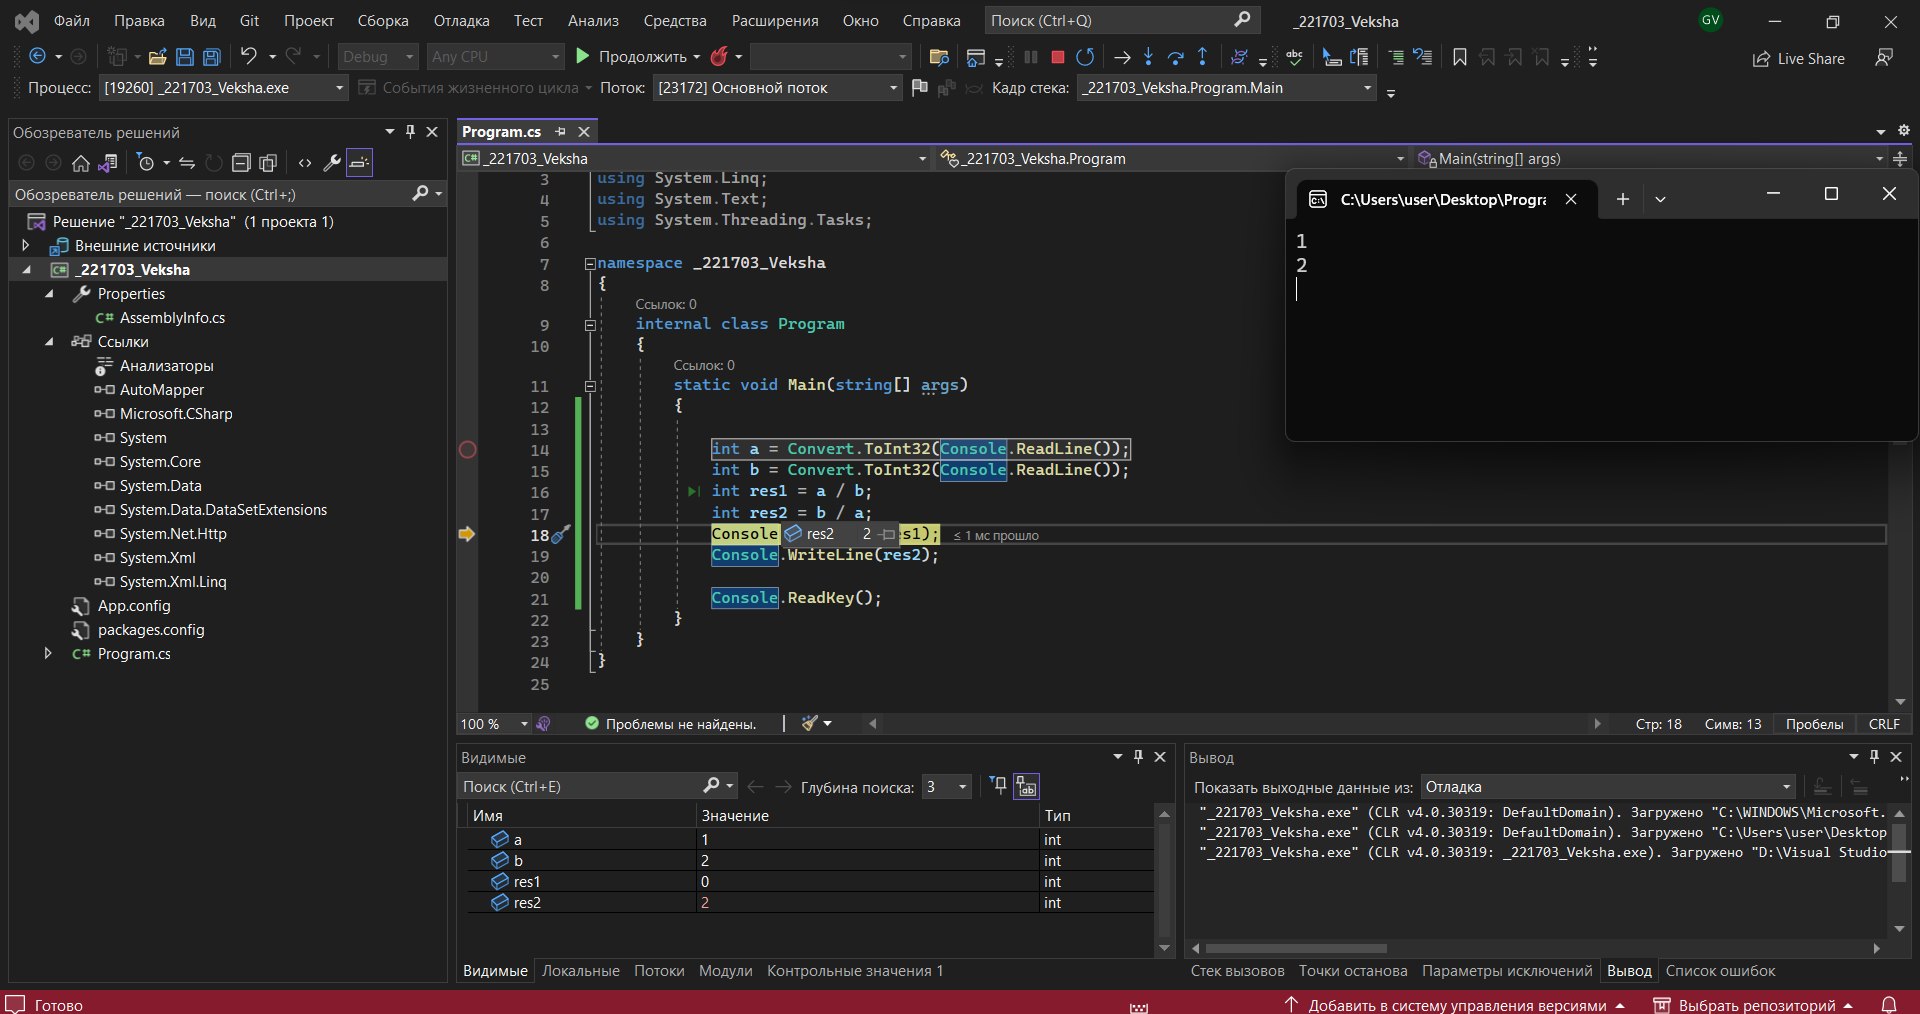 Файл Правка Вид Git Проект Сборка Отладка Тест Анализ Средства Расширения Окно Справка Поиск (Ctrl+Q) _221703_Veksha GV
Debug Any CPU Продолжить Live Share
Процесс: [19260] _221703_Veksha.exe События жизненного цикла Поток: [23172] Основной поток Кадр стека: _221703_Veksha.Program.Main
Обозреватель решений
Обозреватель решений — поиск (Ctrl+;)
Решение "_221703_Veksha" (1 проекта 1)
Внешние источники
_221703_Veksha
Properties
C# AssemblyInfo.cs
Ссылки
Анализаторы
AutoMapper
Microsoft.CSharp
System
System.Core
System.Data
System.Data.DataSetExtensions
System.Net.Http
System.Xml
System.Xml.Linq
App.config
packages.config
C# Program.cs
Program.cs
C# _221703_Veksha _221703_Veksha.Program Main(string[] args)
3 using System.Linq;
4 using System.Text;
5 using System.Threading.Tasks;
6
7 namespace _221703_Veksha
8 {
Ссылок: 0
9 internal class Program
10 {
Ссылок: 0
11 static void Main(string[] args)
12 {
13
14 int a = Convert.ToInt32(Console.ReadLine());
15 int b = Convert.ToInt32(Console.ReadLine());
16 int res1 = a / b;
17 int res2 = b / a;
18 Console res2 2 s1); ≤ 1 мс прошло
19 Console.WriteLine(res2);
20
21 Console.ReadKey();
22 }
23 }
24 }
25
C:\Users\user\Desktop\Progra
1
2
100 % Проблемы не найдены. Стр: 18 Симв: 13 Пробелы CRLF
Видимые
Поиск (Ctrl+E) Глубина поиска: 3
Имя Значение Тип
a 1 int
b 2 int
res1 0 int
res2 2 int
Видимые Локальные Потоки Модули Контрольные значения 1
Вывод
Показать выходные данные из: Отладка
"_221703_Veksha.exe" (CLR v4.0.30319: DefaultDomain). Загружено "C:\WINDOWS\Microsoft.
"_221703_Veksha.exe" (CLR v4.0.30319: DefaultDomain). Загружено "C:\Users\user\Desktop
"_221703_Veksha.exe" (CLR v4.0.30319: _221703_Veksha.exe). Загружено "D:\Visual Studio
Стек вызовов Точки останова Параметры исключений Вывод Список ошибок
Готово Добавить в систему управления версиями Выбрать репозиторий